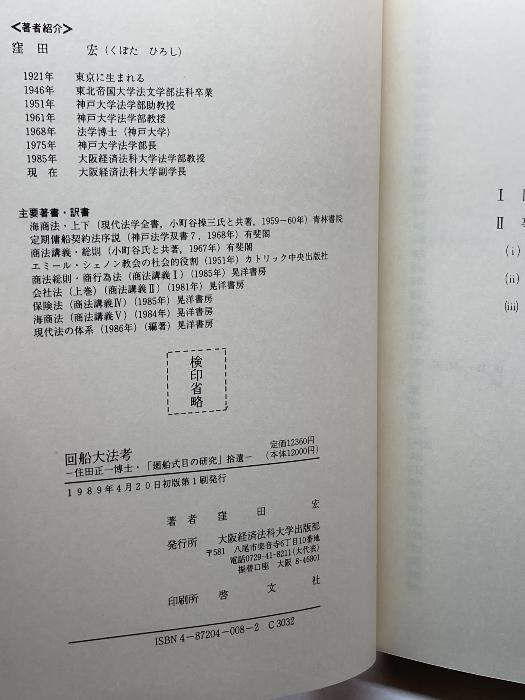 <著者紹介>
窪田 宏(くぼた ひろし)
1921年 東京に生まれる
1946年 東北帝国大学法文学部法科卒業
1951年 神戸大学法学部助教授
1961年 神戸大学法学部教授
1968年 法学博士(神戸大学)
1975年 神戸大学法学部長
1985年 大阪経済法科大学法学部教授
現在 大阪経済法科大学副学長
主要著書・訳書
海商法・上下(現代法学全書,小町谷操三氏と共著,1959-60年)青林書院
定期傭船契約法序説(神戸法学双書7,1968年)有斐閣
商法講義・総則(小町谷氏と共著,1967年)有斐閣
エミール・シェノン教会の社会的役割(1951年)カトリック中央出版社
商法総則・商行為法(商法講義Ⅰ)(1985年)晃洋書房
会社法(上巻)(商法講義Ⅱ)(1981年)晃洋書房
保険法(商法講義Ⅳ)(1985年)晃洋書房
海商法(商法講義Ⅴ)(1984年)晃洋書房
現代法の体系(1986年)(編著)晃洋書房
検印省略
回船大法考
-住田正一博士・「廻船式目の研究」拾遺-
定価12360円
(本体12000円)
1989年4月20日初版第1刷発行
著者 窪田 宏
発行所 大阪経済法科大学出版部
〒581 八尾市楽音寺6丁目10番地
電話0729-41-8211(大代表)
振替口座 大阪 8-46801
印刷所 啓文社
ISBN 4-87204-008-2 C 3032
Ⅰ
Ⅱ
(ⅰ)
(ⅱ)
(ⅲ)